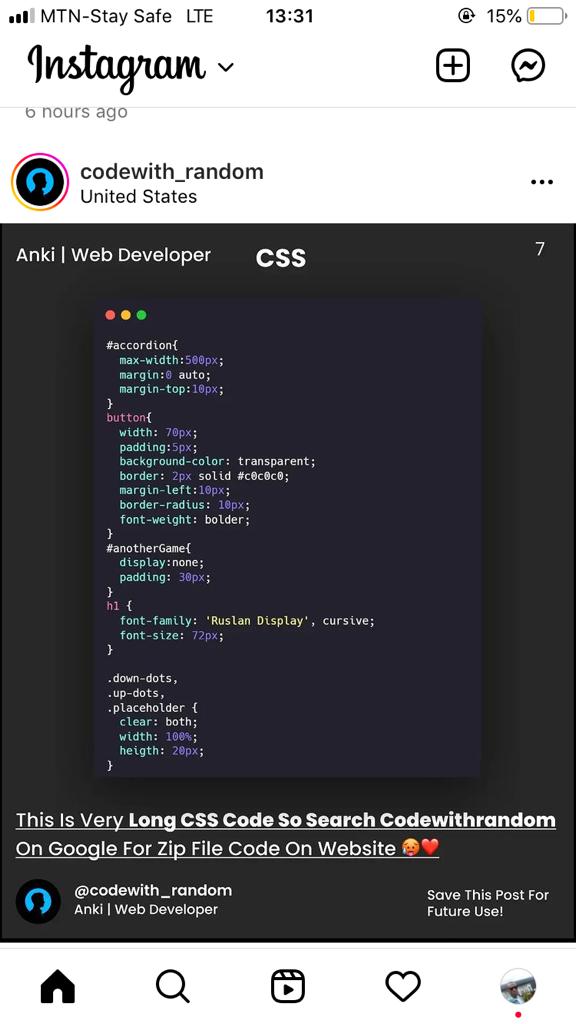 MTN-Stay Safe LTE 13:31 15%
Instagram
6 hours ago
codewith_random
United States
Anki | Web Developer CSS 7
#accordion{
max-width:500px;
margin:0 auto;
margin-top:10px;
}
button{
width: 70px;
padding:5px;
background-color: transparent;
border: 2px solid #c0c0c0;
margin-left:10px;
border-radius: 10px;
font-weight: bolder;
}
#anotherGame{
display:none;
padding: 30px;
}
h1 {
font-family: 'Ruslan Display', cursive;
font-size: 72px;
}
.down-dots,
.up-dots,
.placeholder {
clear: both;
width: 100%;
heigth: 20px;
}
This Is Very Long CSS Code So Search Codewithrandom
On Google For Zip File Code On Website 🥵❤️
@codewith_random
Anki | Web Developer
Save This Post For
Future Use!